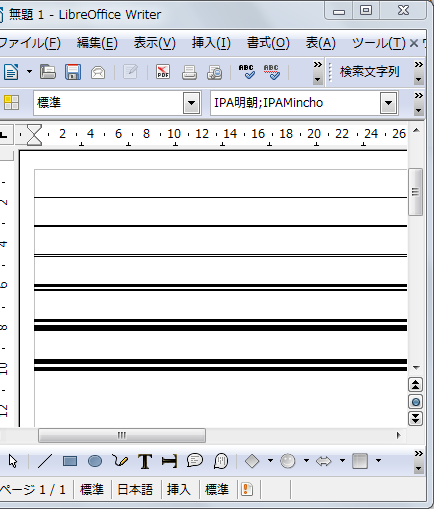 無題 1 - LibreOffice Writer
ファイル(F) 編集(E) 表示(V) 挿入(I) 書式(O) 表(A) ツール(T)
PDF ABC ABC 検索文字列
標準 IPA明朝;IPAMincho
2 4 6 8 10 12 14 16 18 20 22 24 26
2
4
6
8
10
12
T
ページ 1 / 1 標準 日本語 挿入 標準